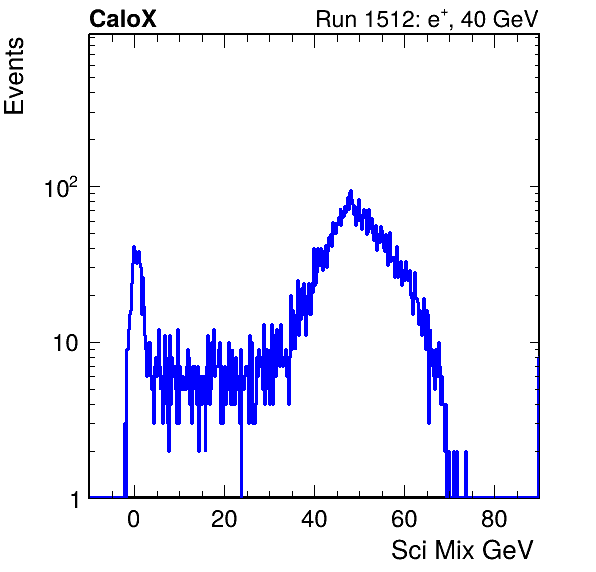 CaloX Run 1512: e⁺, 40 GeV
Events
10²
10
1
0 20 40 60 80
Sci Mix GeV